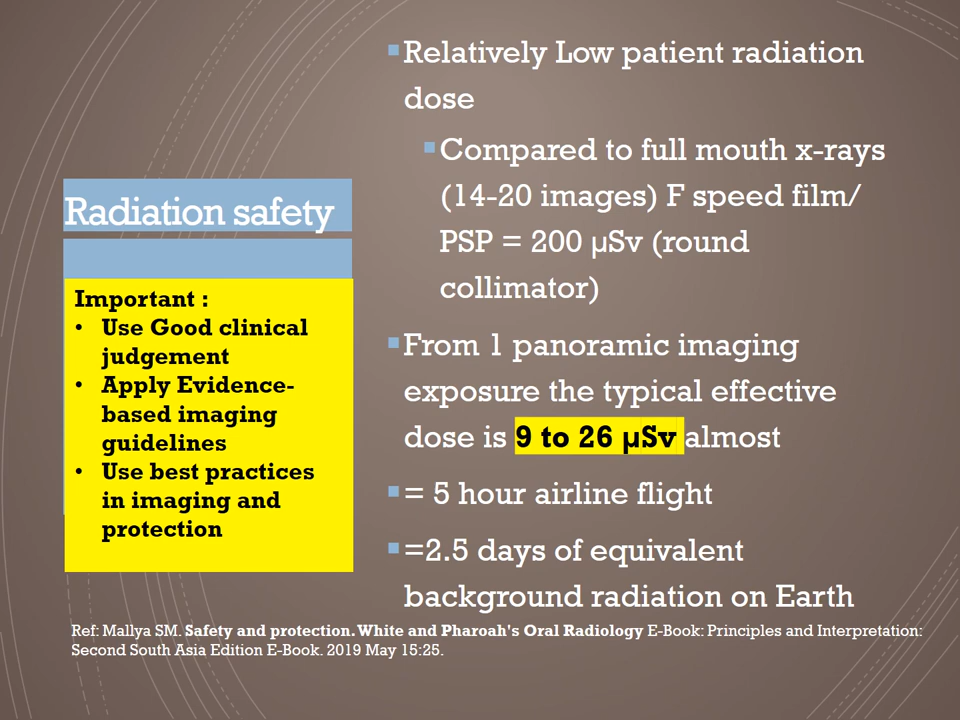 Radiation safety
Important :
• Use Good clinical
judgement
• Apply Evidence-
based imaging
guidelines
• Use best practices
in imaging and
protection
▪Relatively Low patient radiation
dose
▪Compared to full mouth x-rays
(14-20 images) F speed film/
PSP = 200 µSv (round
collimator)
▪From 1 panoramic imaging
exposure the typical effective
dose is 9 to 26 µSv almost
▪= 5 hour airline flight
▪=2.5 days of equivalent
background radiation on Earth
Ref: Mallya SM. Safety and protection. White and Pharoah's Oral Radiology E-Book: Principles and Interpretation:
Second South Asia Edition E-Book. 2019 May 15:25.